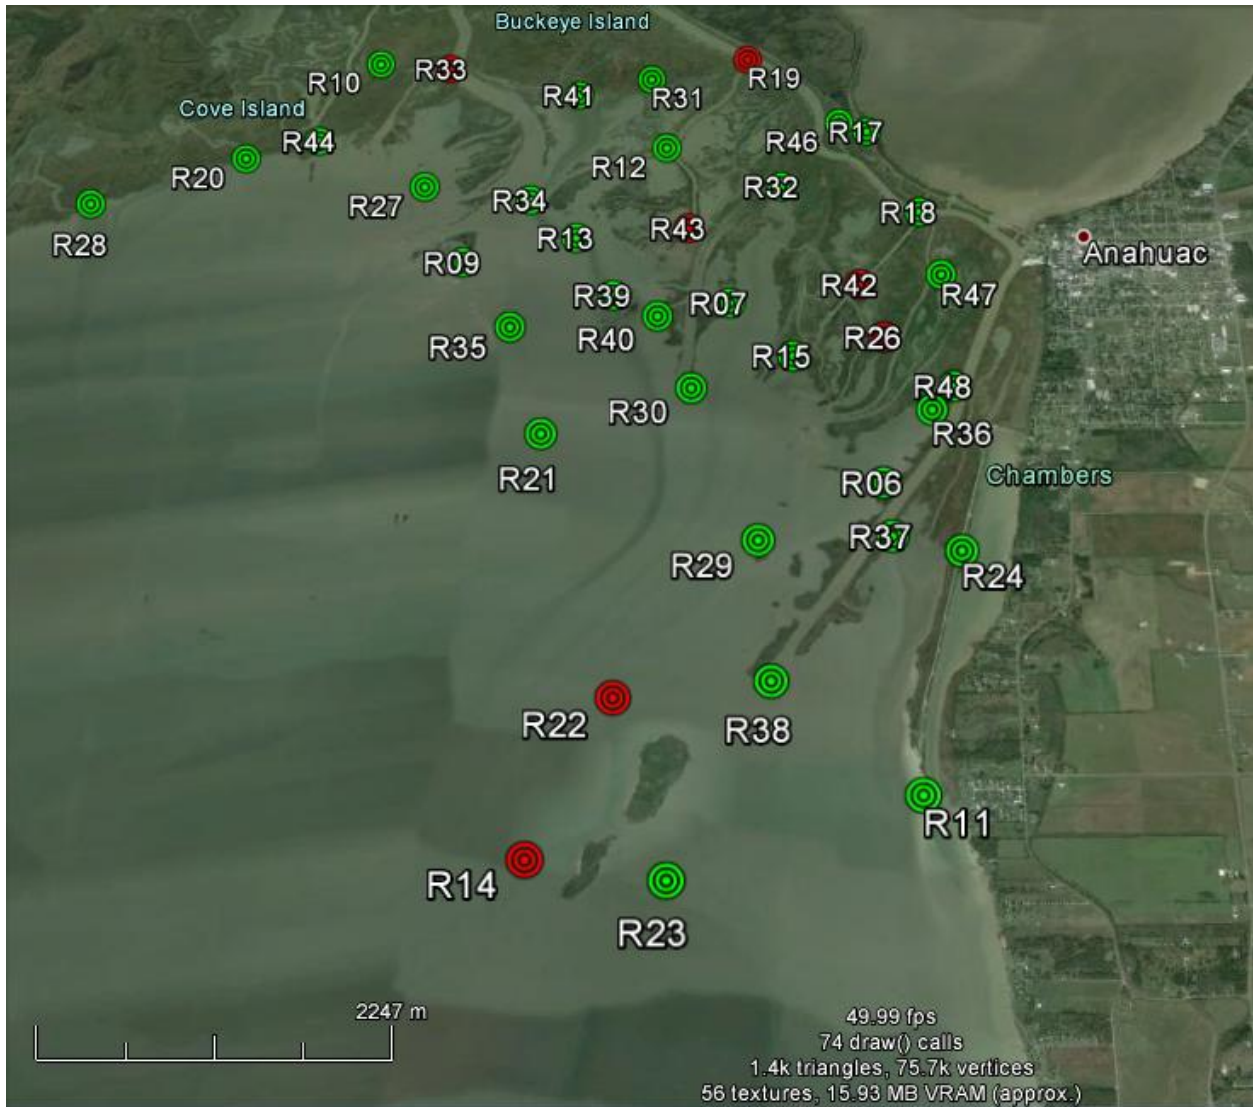 Buckeye Island
R10
R33
R19
R41
R31
Cove Island
R44
R46
R17
R20
R12
R27
R34
R32
R28
R13
R43
R18
Anahuac
R09
R39
R07
R42
R47
R35
R40
R26
R15
R30
R48
R36
R21
R06
Chambers
R29
R37
R24
R22
R38
R11
R14
R23
2247 m
49.99 fps
74 draw() calls
1.4k triangles, 75.7k vertices
56 textures, 15.93 MB VRAM (approx.)